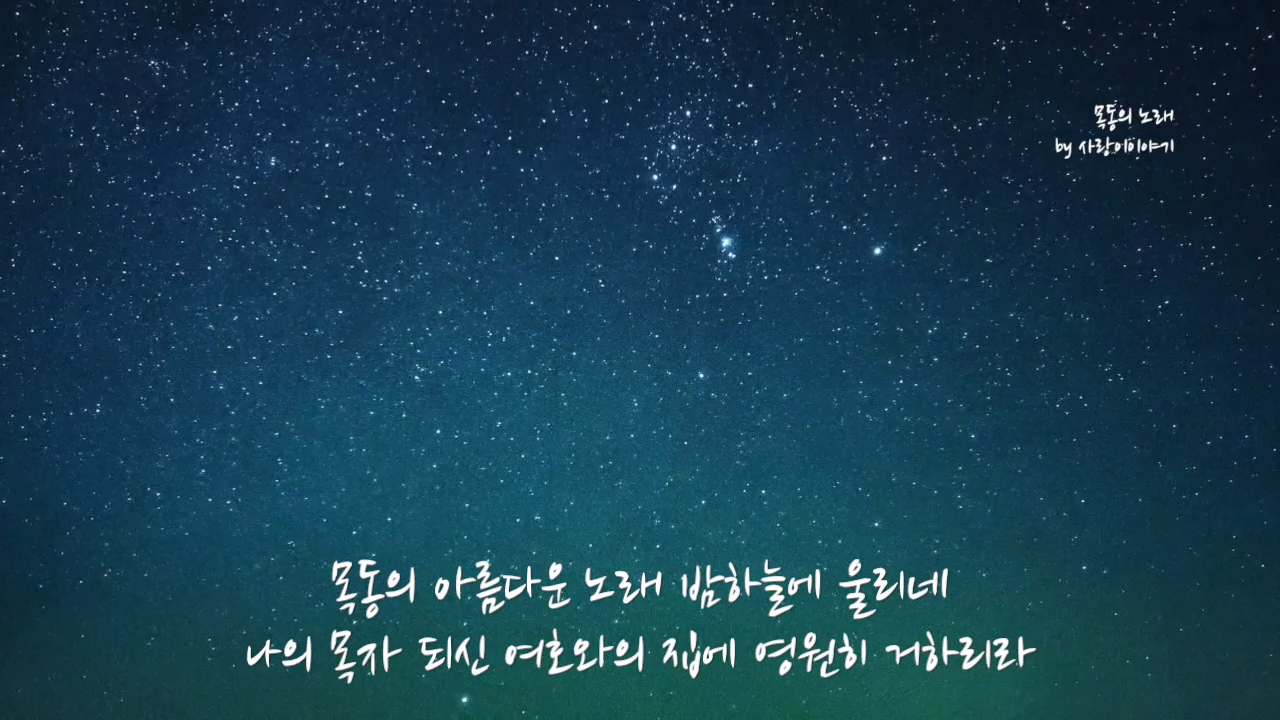 목동의 노래
by 사랑이이야기
목동의 아름다운 노래 밤하늘에 울리네
나의 목자 되신 여호와의 집에 영원히 거하리라